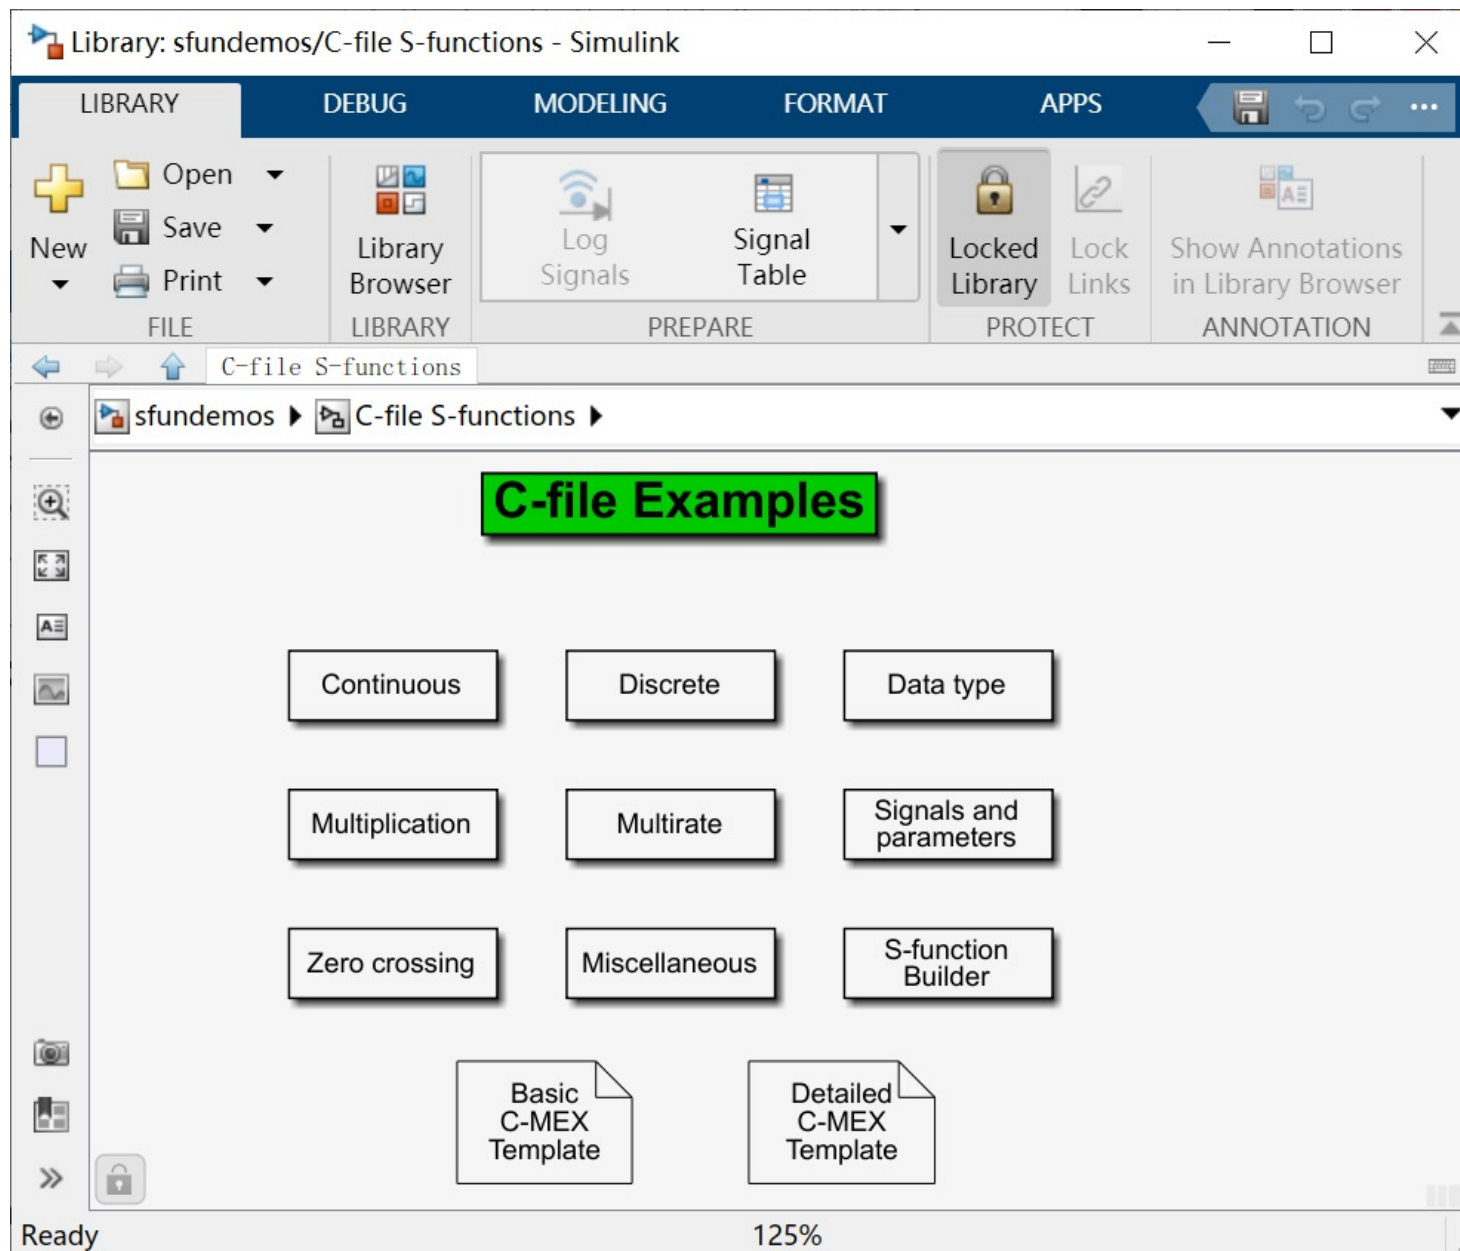 Library: sfundemos/C-file S-functions - Simulink
LIBRARY DEBUG MODELING FORMAT APPS
New
Open
Save
Print
FILE
Library
Browser
LIBRARY
Log
Signals
Signal
Table
PREPARE
Locked
Library
Lock
Links
PROTECT
Show Annotations
in Library Browser
ANNOTATION
C-file S-functions
sfundemos C-file S-functions
C-file Examples
Continuous
Discrete
Data type
Multiplication
Multirate
Signals and
parameters
Zero crossing
Miscellaneous
S-function
Builder
Basic
C-MEX
Template
Detailed
C-MEX
Template
Ready
125%